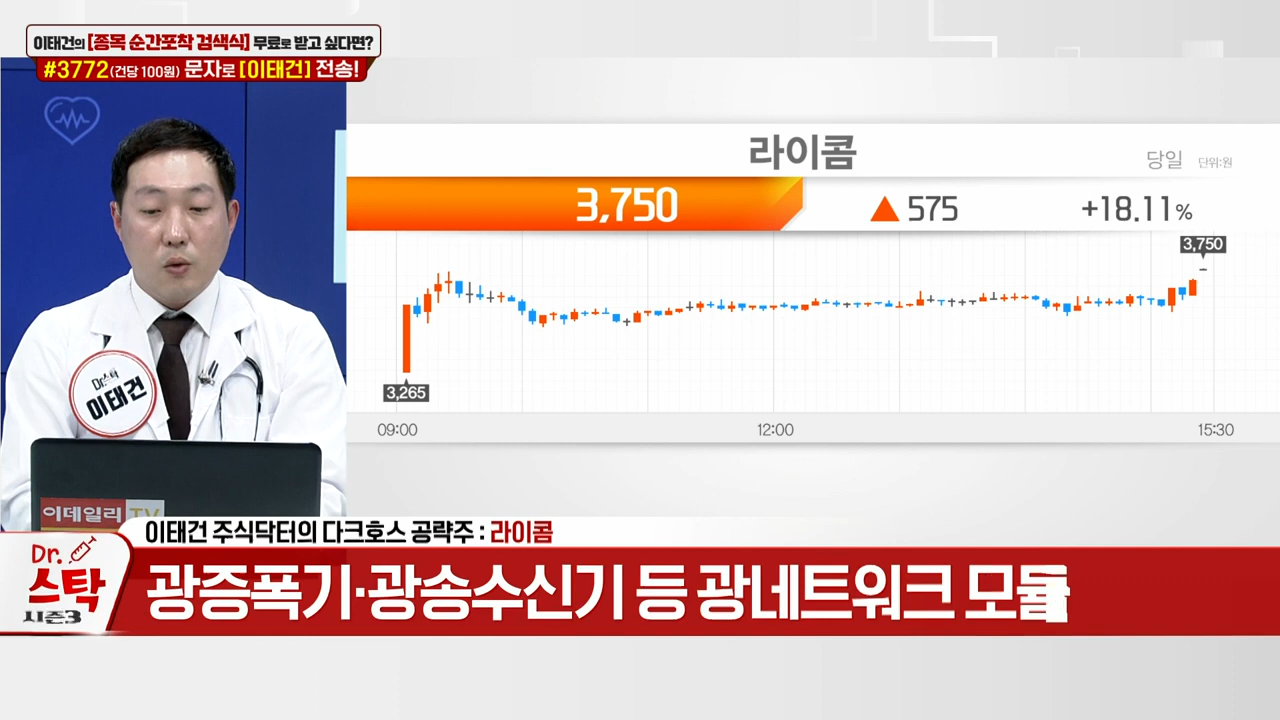 이태건의 [종목 순간포착 검색식] 무료로 받고 싶다면?
#3772(건당 100원) 문자로 [이태건] 전송!
라이콤
당일 단위:원
3,750 ▲ 575 +18.11%
3,750
3,265
09:00 12:00 15:30
Dr.스탁
이태건
이데일리 TV
이태건 주식닥터의 다크호스 공략주 : 라이콤
Dr.
스탁
시즌3
광증폭기·광송수신기 등 광네트워크 모듈